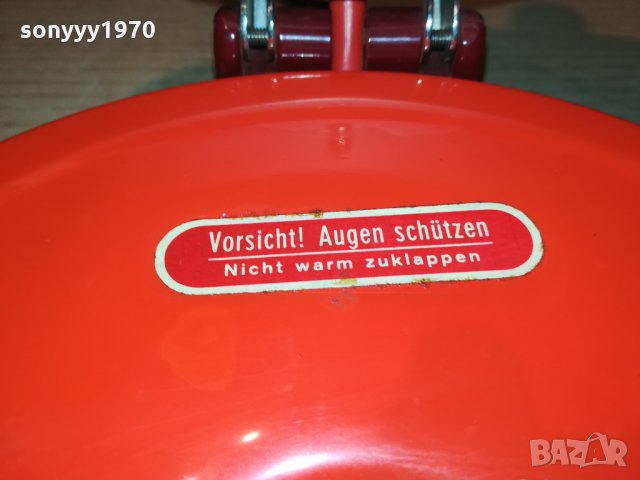 sonyyy1970
Vorsicht! Augen schützen
Nicht warm zuklappen
BAZAR